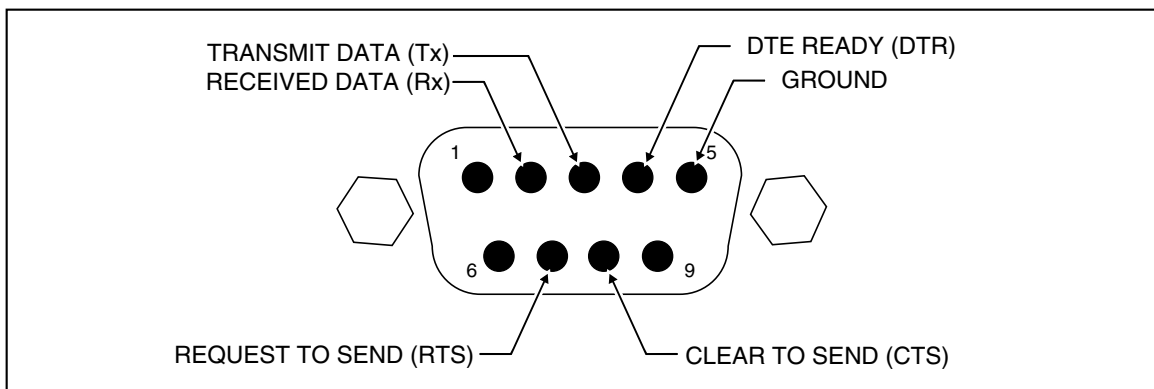 TRANSMIT DATA (Tx)
DTE READY (DTR)
RECEIVED DATA (Rx)
GROUND
1
5
6
9
REQUEST TO SEND (RTS)
CLEAR TO SEND (CTS)